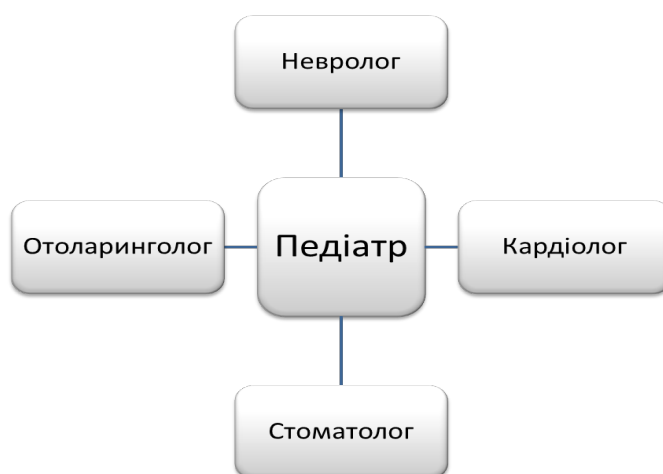 Невролог
Отоларинголог
Педіатр
Кардіолог
Стоматолог